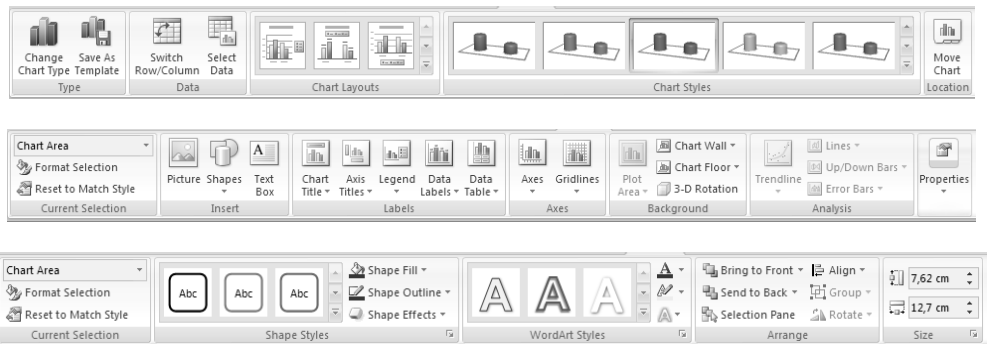 Change Chart Type
Save As Template
Switch Row/Column
Select Data
Move Chart
Type
Data
Chart Layouts
Chart Styles
Location
Chart Area
Format Selection
Reset to Match Style
Picture
Shapes
Text Box
Chart Title
Axis Titles
Legend
Data Labels
Data Table
Axes
Gridlines
Plot Area
Chart Wall
Chart Floor
3-D Rotation
Trendline
Lines
Up/Down Bars
Error Bars
Properties
Current Selection
Insert
Labels
Axes
Background
Analysis
Chart Area
Format Selection
Reset to Match Style
Abc
Abc
Abc
Shape Fill
Shape Outline
Shape Effects
A
A
A
A
A
Bring to Front
Send to Back
Selection Pane
Align
Group
Rotate
7,62 cm
12,7 cm
Current Selection
Shape Styles
WordArt Styles
Arrange
Size